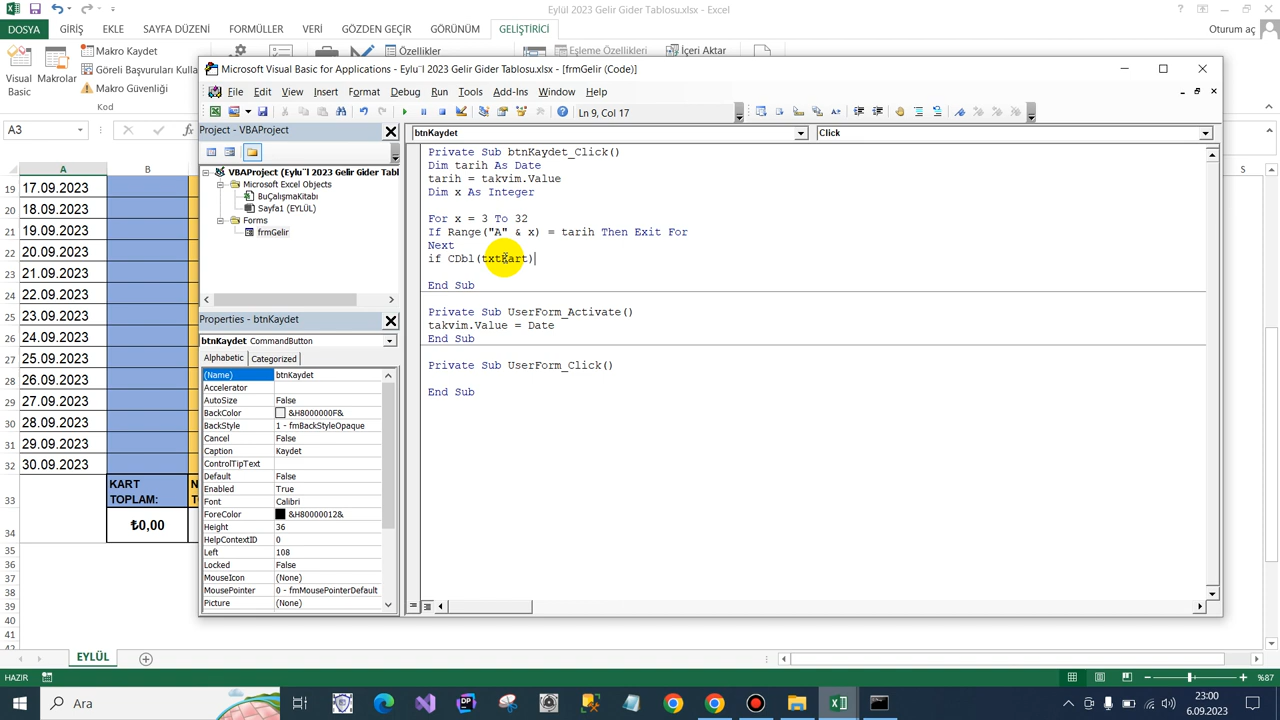 Eylül 2023 Gelir Gider Tablosu.xlsx - Excel
DOSYA GİRİŞ EKLE SAYFA DÜZENİ FORMÜLLER VERİ GÖZDEN GEÇİR GÖRÜNÜM GELİŞTİRİCİ Oturum aç
Visual Basic
Makrolar
Makro Kaydet
Göreli Başvuruları Kulla
Makro Güvenliği
Kod
Özellikler
Eşleme Özellikleri
İçeri Aktar
Microsoft Visual Basic for Applications - Eylu¨l 2023 Gelir Gider Tablosu.xlsx - [frmGelir (Code)]
File Edit View Insert Format Debug Run Tools Add-Ins Window Help
Ln 9, Col 17
A3
Project - VBAProject
VBAProject (Eylu¨l 2023 Gelir Gider Tabl
Microsoft Excel Objects
BuÇalışmaKitabı
Sayfa1 (EYLÜL)
Forms
frmGelir
Properties - btnKaydet
btnKaydet CommandButton
Alphabetic Categorized
(Name) btnKaydet
Accelerator
AutoSize False
BackColor &H8000000F&
BackStyle 1 - fmBackStyleOpaque
Cancel False
Caption Kaydet
ControlTipText
Default False
Enabled True
Font Calibri
ForeColor &H80000012&
Height 36
HelpContextID 0
Left 108
Locked False
MouseIcon (None)
MousePointer 0 - fmMousePointerDefault
Picture (None)
btnKaydet Click
Private Sub btnKaydet_Click()
Dim tarih As Date
tarih = takvim.Value
Dim x As Integer
For x = 3 To 32
If Range("A" & x) = tarih Then Exit For
Next
if CDbl(txtKart)
End Sub
Private Sub UserForm_Activate()
takvim.Value = Date
End Sub
Private Sub UserForm_Click()
End Sub
A B S
19 17.09.2023
20 18.09.2023
21 19.09.2023
22 20.09.2023
23 21.09.2023
24 22.09.2023
25 23.09.2023
26 24.09.2023
27 25.09.2023
28 26.09.2023
29 27.09.2023
30 28.09.2023
31 29.09.2023
32 30.09.2023
33 KART TOPLAM:
34 ₺0,00
35
36
37
38
39
40
41
EYLÜL
HAZIR
%87
Ara
23:00
6.09.2023